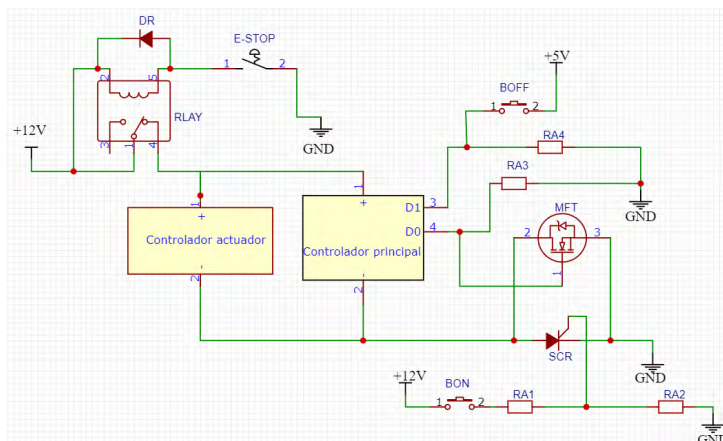 DR
E-STOP
1 2
+5V
BOFF
1 2
2 5
RLAY
+12V
3 1 4
GND
RA4
RA3
1
+
Controlador actuador
-
2
1
+
D1 3
D0 4
Controlador principal
-
2
GND
MFT
2 3
1
SCR
GND
+12V
BON
1 2
RA1
RA2
GND